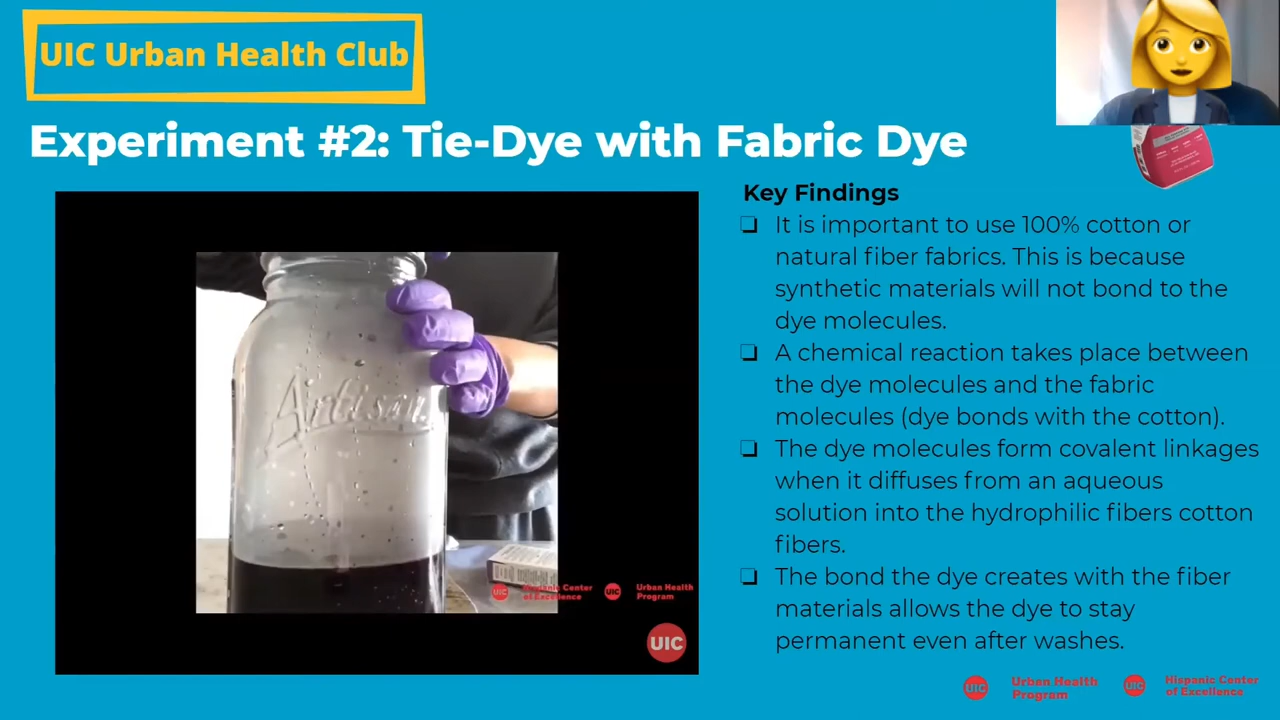 UIC Urban Health Club
Experiment #2: Tie-Dye with Fabric Dye
Artisan
UIC
Hispanic Center
of Excellence
UIC
Urban Health
Program
UIC
Key Findings
It is important to use 100% cotton or
natural fiber fabrics. This is because
synthetic materials will not bond to the
dye molecules.
A chemical reaction takes place between
the dye molecules and the fabric
molecules (dye bonds with the cotton).
The dye molecules form covalent linkages
when it diffuses from an aqueous
solution into the hydrophilic fibers cotton
fibers.
The bond the dye creates with the fiber
materials allows the dye to stay
permanent even after washes.
UIC
Urban Health
Program
UIC
Hispanic Center
of Excellence